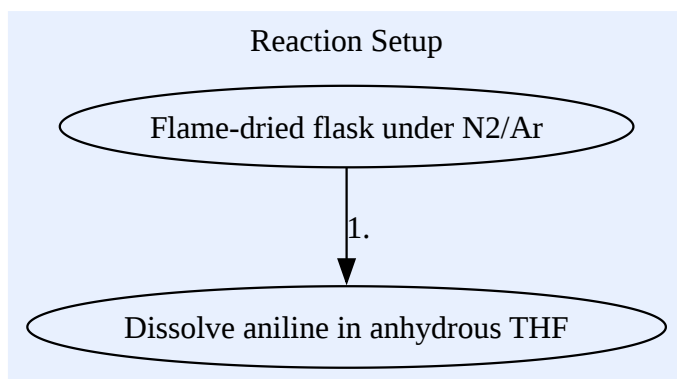 Reaction Setup
Flame-dried flask under N2/Ar
1.
Dissolve aniline in anhydrous THF